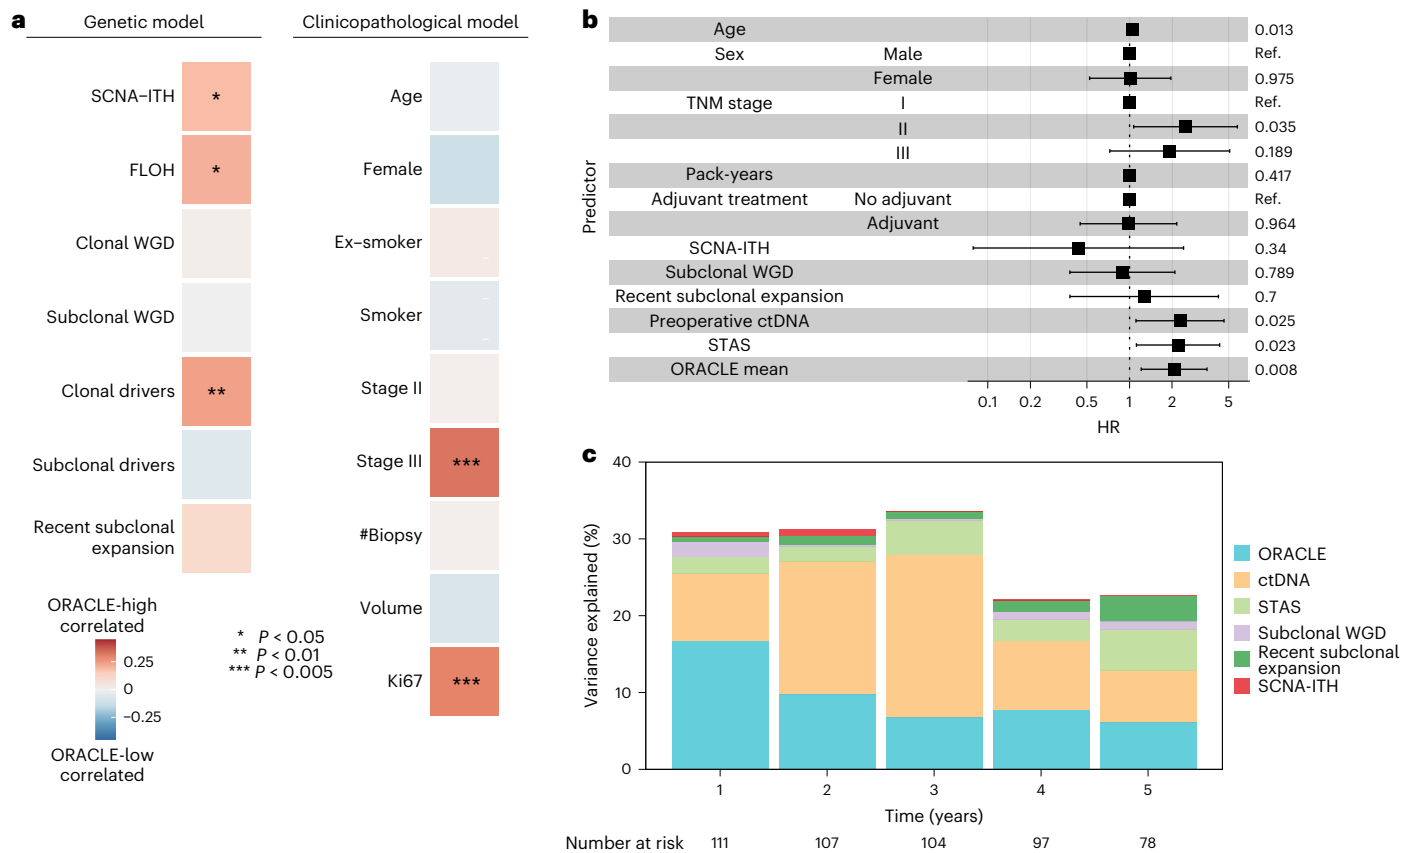 a
Genetic model
Clinicopathological model
SCNA–ITH
*
FLOH
*
Clonal WGD
Subclonal WGD
Clonal drivers
**
Subclonal drivers
Recent subclonal
expansion
Age
Female
Ex–smoker
Smoker
Stage II
Stage III
***
#Biopsy
Volume
Ki67
***
ORACLE-high
correlated
0.25
0
−0.25
ORACLE-low
correlated
* P < 0.05
** P < 0.01
*** P < 0.005
b
Predictor
Age 0.013
Sex Male Ref.
Female 0.975
TNM stage I Ref.
II 0.035
III 0.189
Pack-years 0.417
Adjuvant treatment No adjuvant Ref.
Adjuvant 0.964
SCNA-ITH 0.34
Subclonal WGD 0.789
Recent subclonal expansion 0.7
Preoperative ctDNA 0.025
STAS 0.023
ORACLE mean 0.008
0.1 0.2 0.5 1 2 5
HR
c
Variance explained (%)
40
30
20
10
0
1 2 3 4 5
Time (years)
Number at risk 111 107 104 97 78
ORACLE
ctDNA
STAS
Subclonal WGD
Recent subclonal
expansion
SCNA-ITH